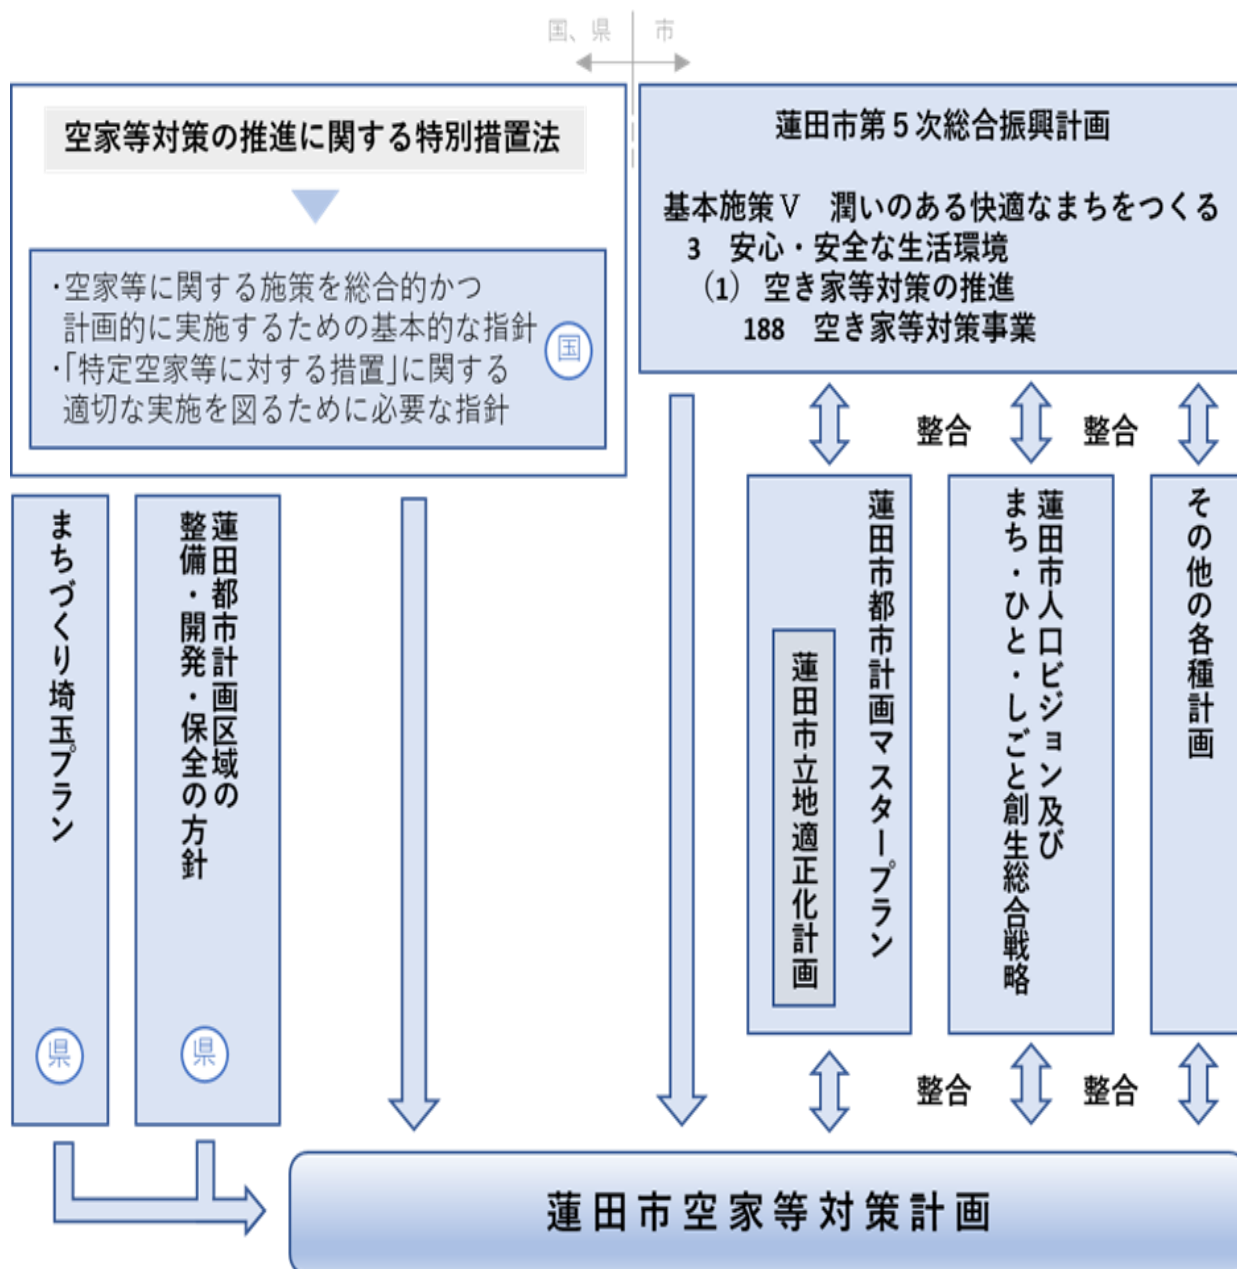 国、県
市
空家等対策の推進に関する特別措置法
・空家等に関する施策を総合的かつ
計画的に実施するための基本的な指針
・「特定空家等に対する措置」に関する
適切な実施を図るために必要な指針
国
蓮田市第5次総合振興計画
基本施策Ⅴ　潤いのある快適なまちをつくる
3　安心・安全な生活環境
(1)　空き家等対策の推進
188　空き家等対策事業
整合
整合
まちづくり埼玉プラン
県
蓮田都市計画区域の
整備・開発・保全の方針
県
蓮田市都市計画マスタープラン
蓮田市立地適正化計画
蓮田市人口ビジョン及び
まち・ひと・しごと創生総合戦略
その他の各種計画
整合
整合
蓮田市空家等対策計画